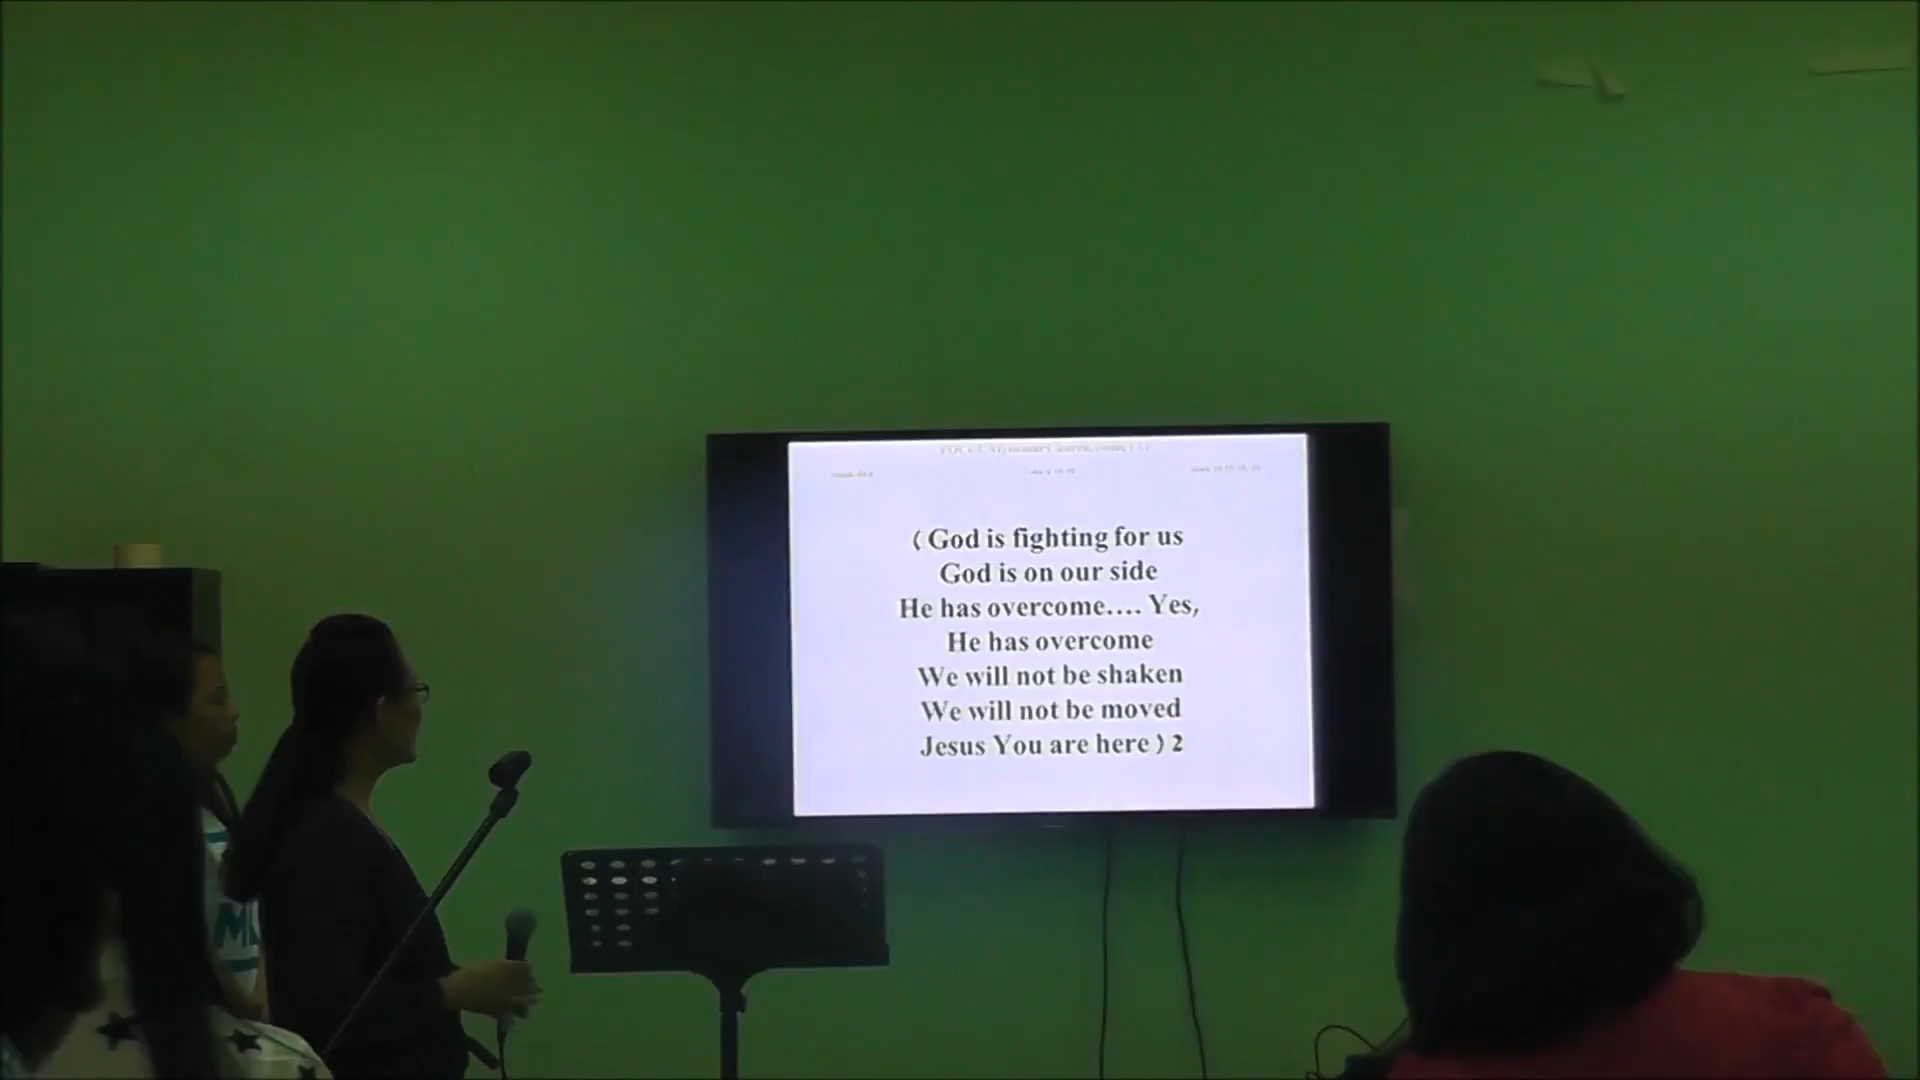 ( God is fighting for us
God is on our side
He has overcome.... Yes,
He has overcome
We will not be shaken
We will not be moved
Jesus You are here ) 2